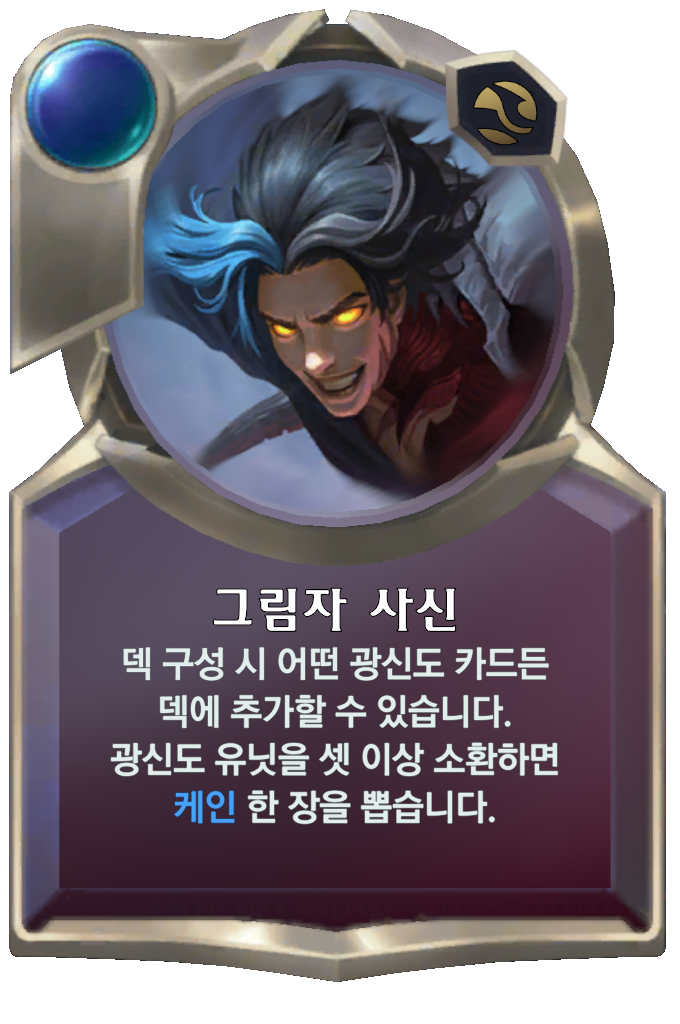 그림자 사신
덱 구성 시 어떤 광신도 카드든
덱에 추가할 수 있습니다.
광신도 유닛을 셋 이상 소환하면
케인 한 장을 뽑습니다.